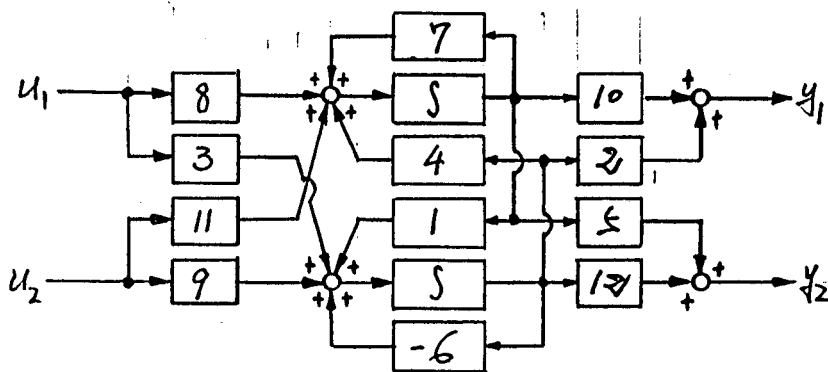 7
u₁ 8 + + + + ∫ 10 + + y₁
3 4 2
11 1 5
u₂ 9 + + + + ∫ 12 + + y₂
-6